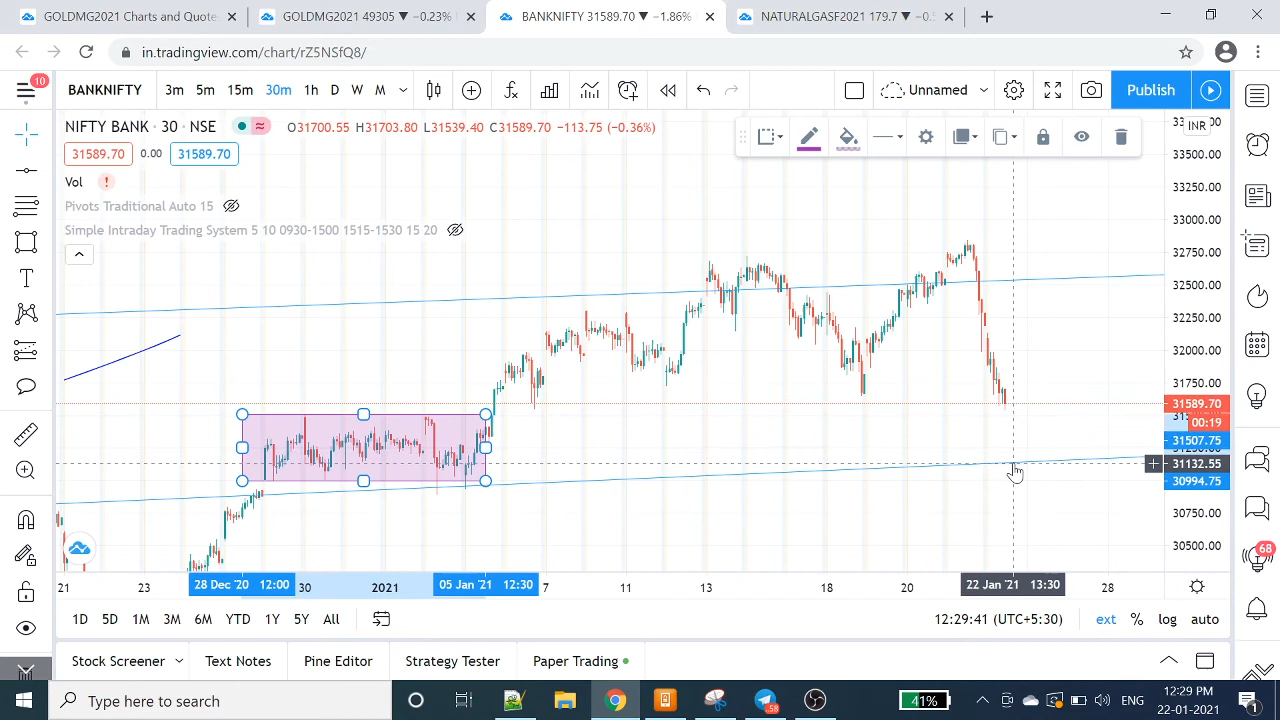 GOLDMG2021 Charts and Quote
GOLDMG2021 49305 ▼ −0.23%
BANKNIFTY 31589.70 ▼ −1.86%
NATURALGASF2021 179.7 ▼
in.tradingview.com/chart/rZ5NSfQ8/
10
BANKNIFTY 3m 5m 15m 30m 1h D W M
Unnamed
Publish
NIFTY BANK · 30 · NSE O31700.55 H31703.80 L31539.40 C31589.70 −113.75 (−0.36%)
INR
31589.70 0.00 31589.70
Vol
Pivots Traditional Auto 15
Simple Intraday Trading System 5 10 0930-1500 1515-1530 15 20
33500.00
33250.00
33000.00
32750.00
32500.00
32250.00
32000.00
31750.00
31589.70
00:19
31507.75
31132.55
30994.75
30750.00
30500.00
21 23 28 Dec '20 12:00 30 2021 05 Jan '21 12:30 7 11 13 18 20 22 Jan '21 13:30 28
1D 5D 1M 3M 6M YTD 1Y 5Y All
12:29:41 (UTC+5:30) ext % log auto
68
Stock Screener Text Notes Pine Editor Strategy Tester Paper Trading
Type here to search
58
41%
ENG
12:29 PM
22-01-2021